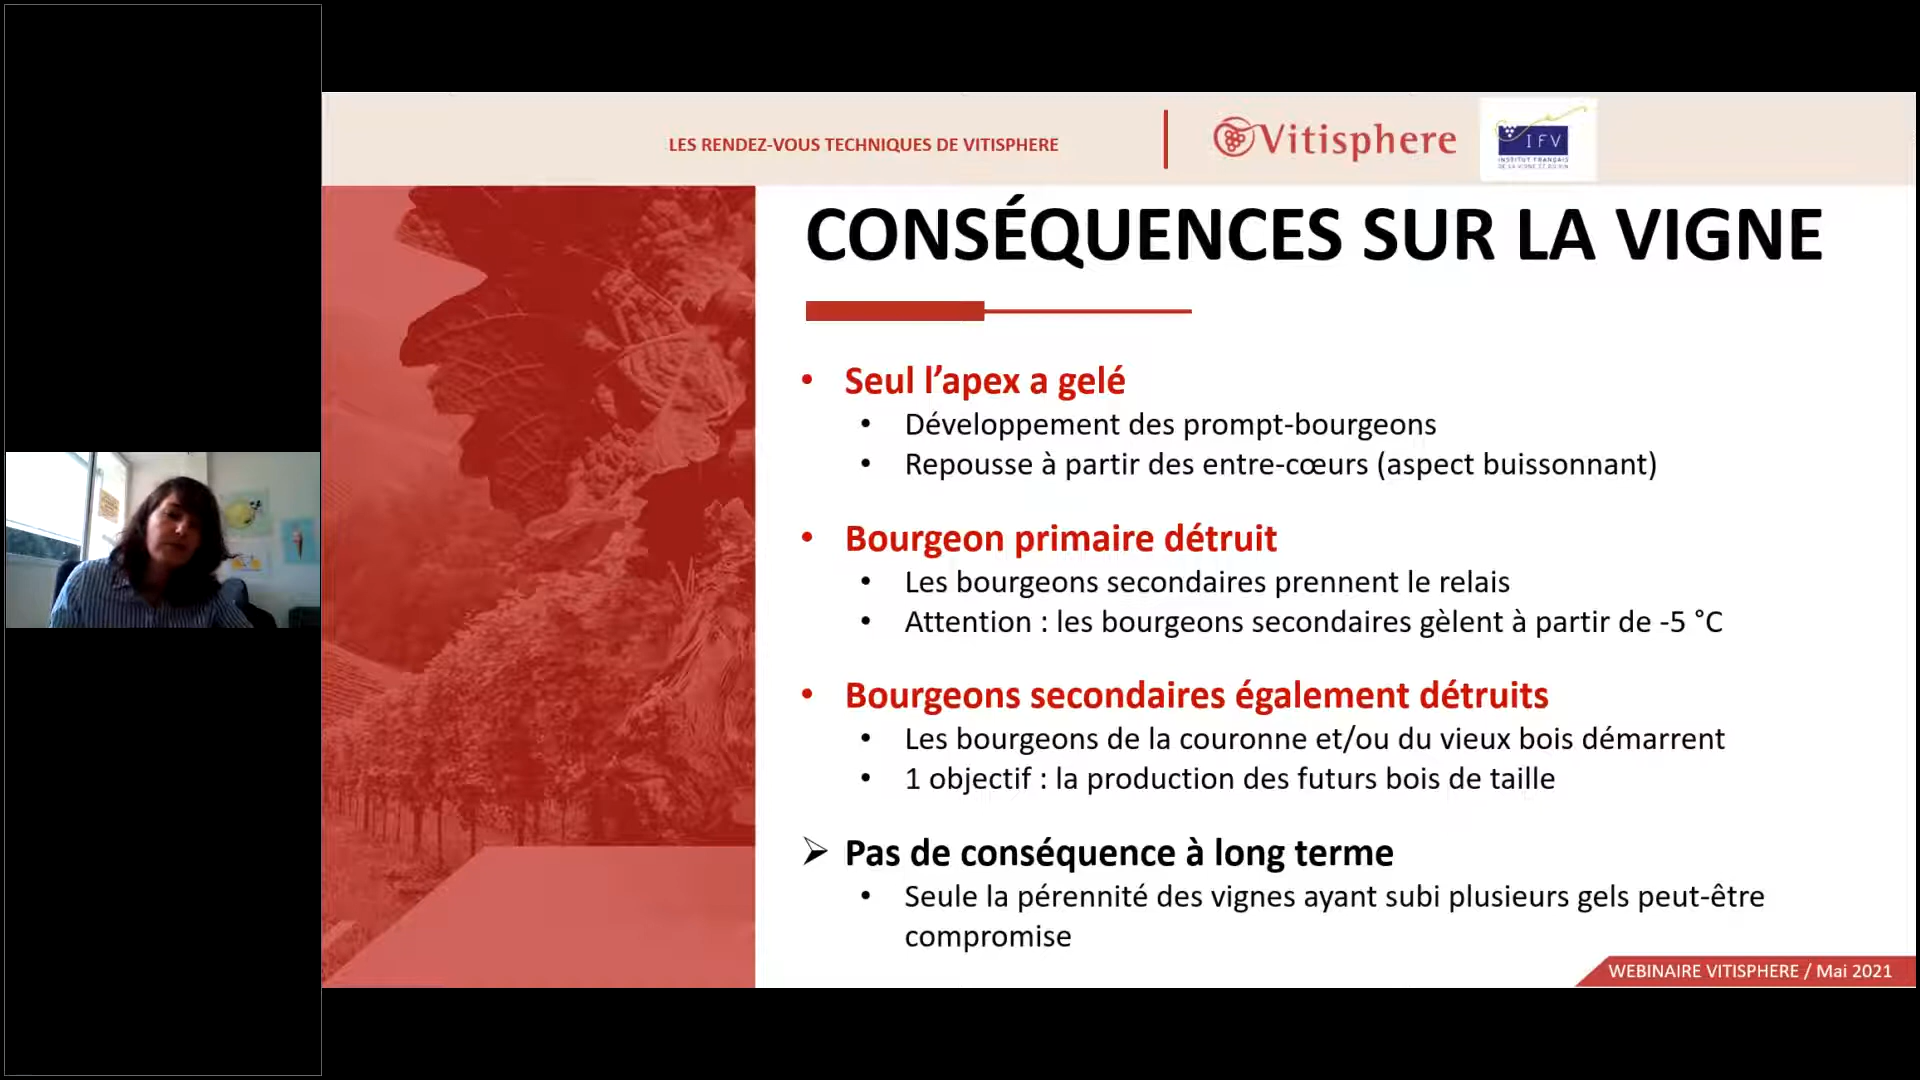 LES RENDEZ-VOUS TECHNIQUES DE VITISPHERE
Vitisphere
IFV
INSTITUT FRANÇAIS
DE LA VIGNE ET DU VIN
CONSÉQUENCES SUR LA VIGNE
• Seul l’apex a gelé
• Développement des prompt-bourgeons
• Repousse à partir des entre-cœurs (aspect buissonnant)
• Bourgeon primaire détruit
• Les bourgeons secondaires prennent le relais
• Attention : les bourgeons secondaires gèlent à partir de -5 °C
• Bourgeons secondaires également détruits
• Les bourgeons de la couronne et/ou du vieux bois démarrent
• 1 objectif : la production des futurs bois de taille
➢ Pas de conséquence à long terme
• Seule la pérennité des vignes ayant subi plusieurs gels peut-être
compromise
WEBINAIRE VITISPHERE / Mai 2021